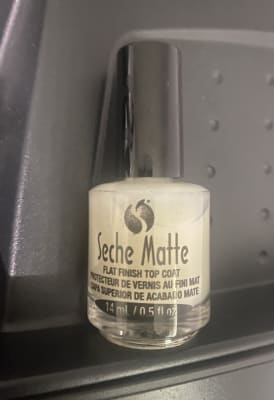 Seche Matte
FLAT FINISH TOP COAT
PROTECTEUR DE VERNIS AU FINI MAT
CAPA SUPERIOR DE ACABADO MATE
14 mL / 0.5 fl oz